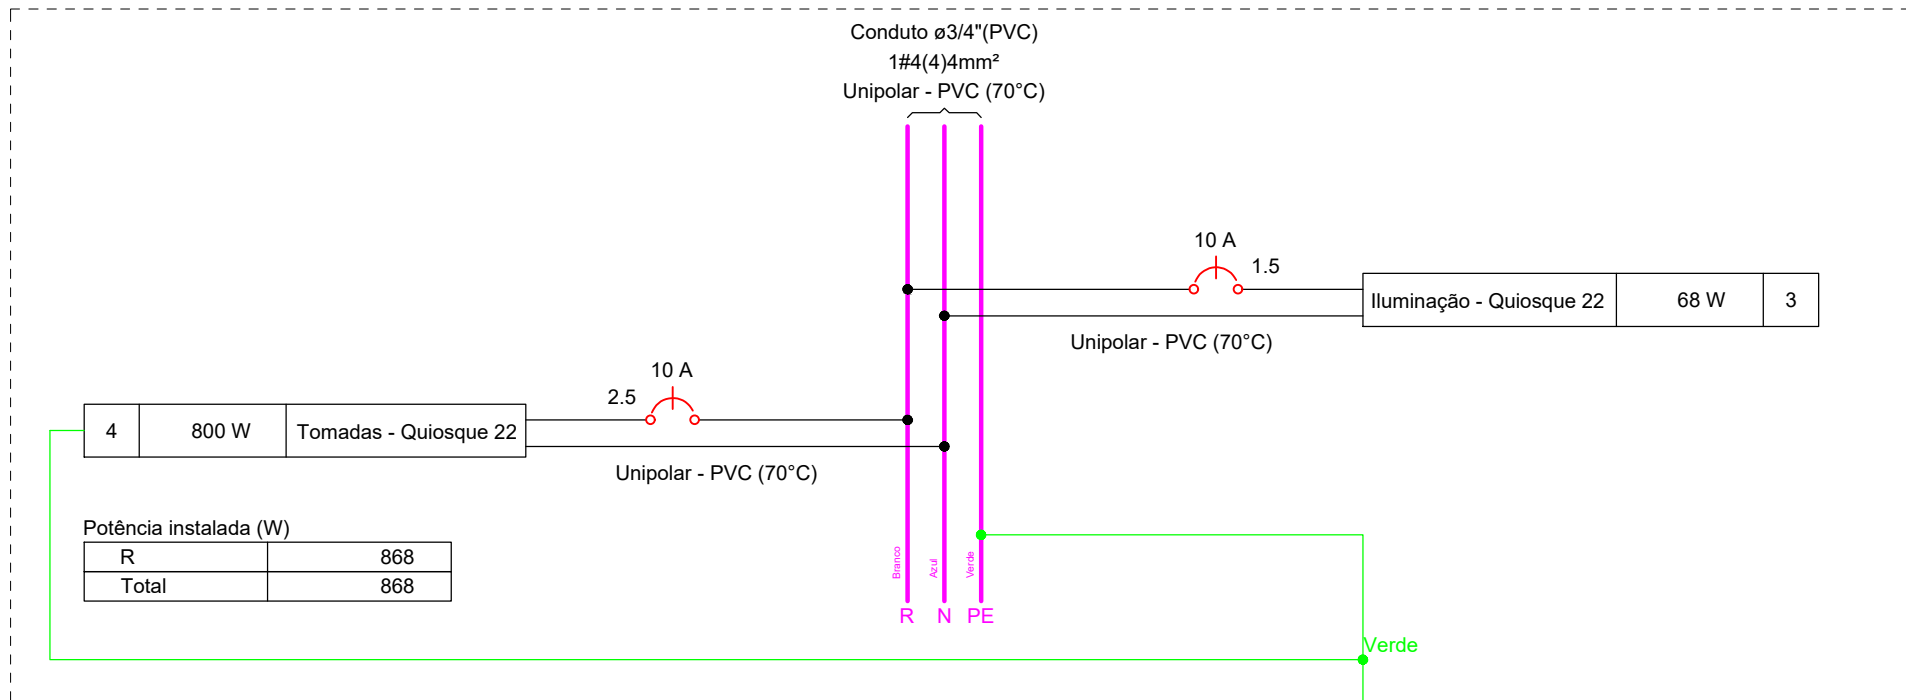 Conduto ø3/4"(PVC)
1#4(4)4mm²
Unipolar - PVC (70°C)
10 A
1.5
Iluminação - Quiosque 22 68 W 3
Unipolar - PVC (70°C)
10 A
2.5
4 800 W Tomadas - Quiosque 22
Unipolar - PVC (70°C)
Potência instalada (W)
R 868
Total 868
Branco
Azul
Verde
R N PE
Verde